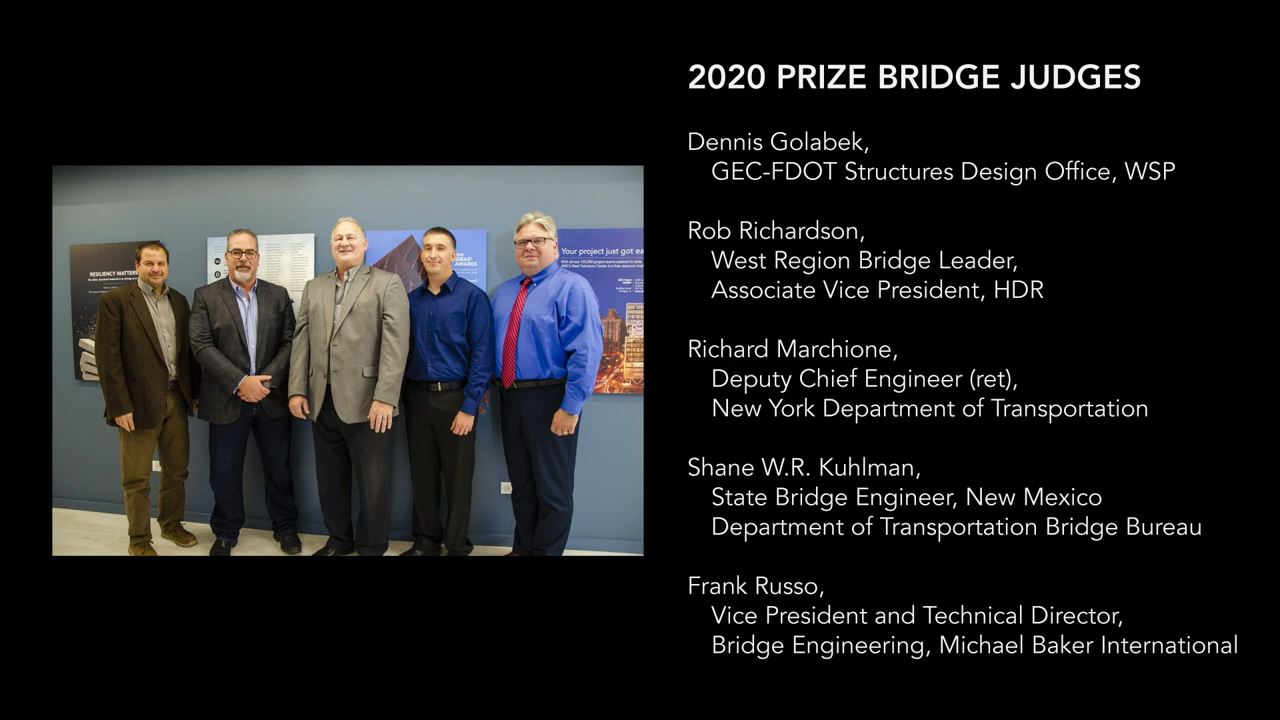 2020 PRIZE BRIDGE JUDGES
Dennis Golabek,
GEC-FDOT Structures Design Office, WSP
Rob Richardson,
West Region Bridge Leader,
Associate Vice President, HDR
Richard Marchione,
Deputy Chief Engineer (ret),
New York Department of Transportation
Shane W.R. Kuhlman,
State Bridge Engineer, New Mexico
Department of Transportation Bridge Bureau
Frank Russo,
Vice President and Technical Director,
Bridge Engineering, Michael Baker International
RESILIENCY MATTERS
IDEAS²
AWARDS
Your project just got ea